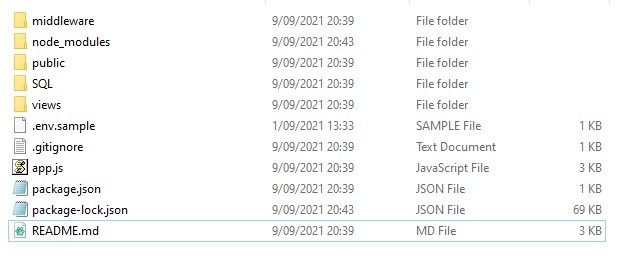 middleware 9/09/2021 20:39 File folder
node_modules 9/09/2021 20:43 File folder
public 9/09/2021 20:39 File folder
SQL 9/09/2021 20:39 File folder
views 9/09/2021 20:39 File folder
.env.sample 1/09/2021 13:33 SAMPLE File 1 KB
.gitignore 9/09/2021 20:39 Text Document 1 KB
app.js 9/09/2021 20:39 JavaScript File 3 KB
package.json 9/09/2021 20:39 JSON File 1 KB
package-lock.json 9/09/2021 20:43 JSON File 69 KB
README.md 9/09/2021 20:39 MD File 3 KB